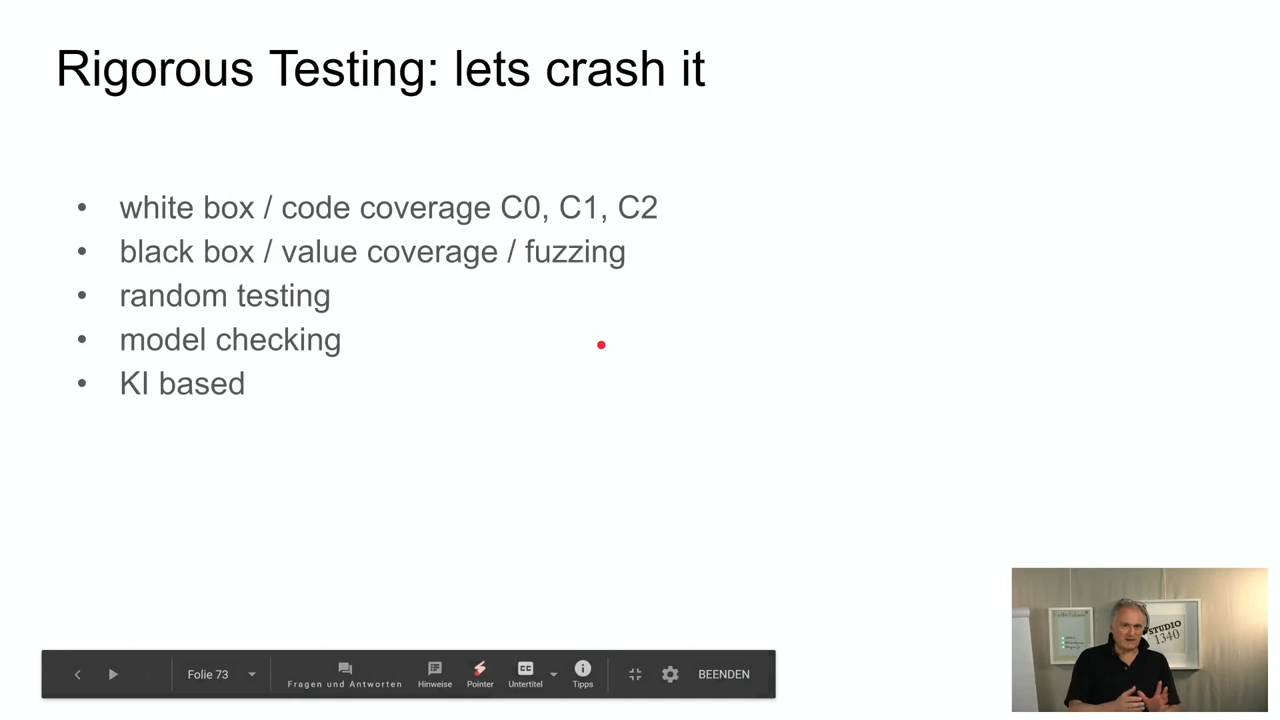 Rigorous Testing: lets crash it
• white box / code coverage C0, C1, C2
• black box / value coverage / fuzzing
• random testing
• model checking
• KI based
STUDIO
1340
Folie 73
Fragen und Antworten
Hinweise
Pointer
CC
Untertitel
Tipps
BEENDEN